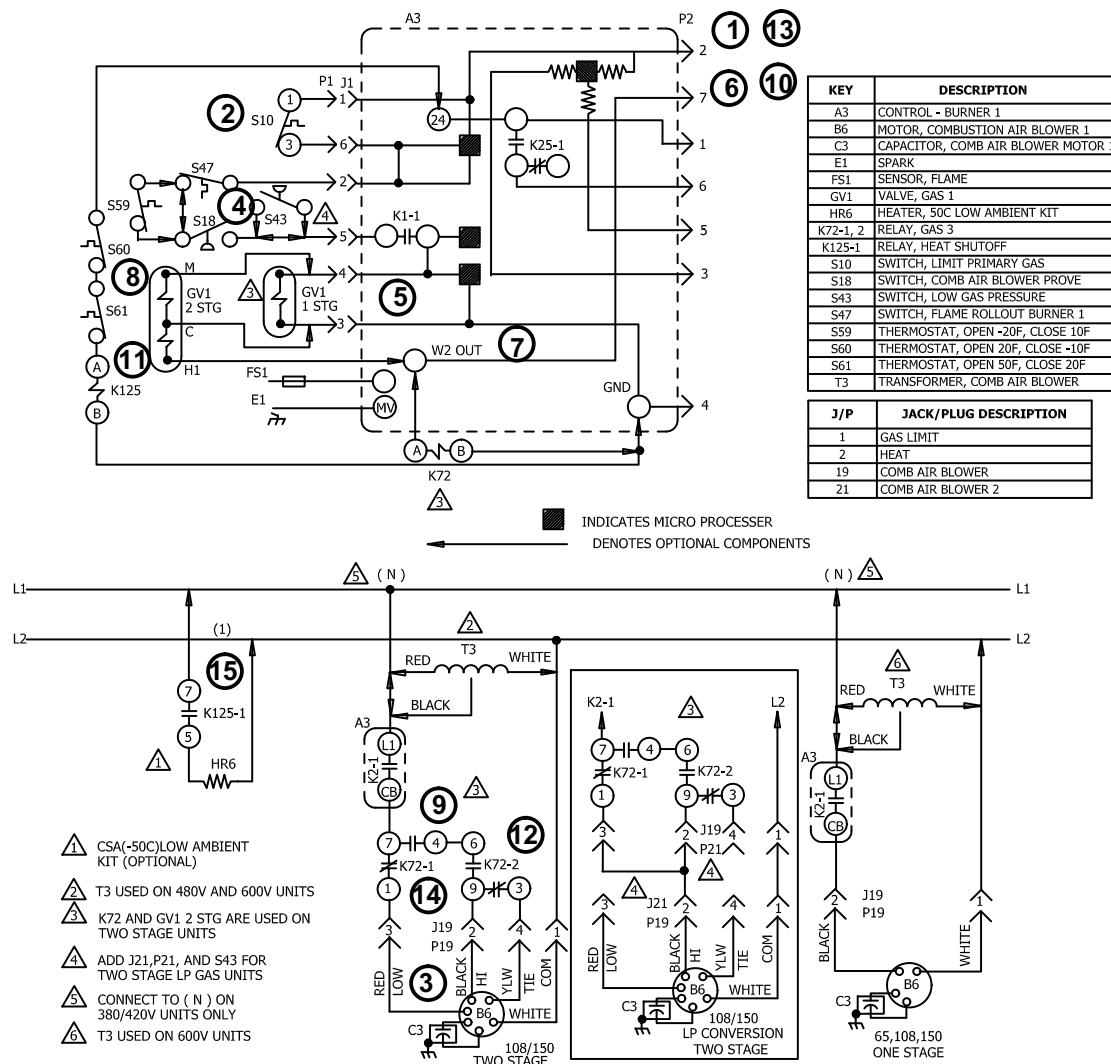 A3
P2
1
13
2
6
10
7
P1 J1
1
1
2
S10
24
K25-1
1
3
6
6
S47
2
S59
4
S18
S43
4
5
K1-1
5
S60
8
M
4
5
3
GV1
2 STG
3
GV1
1 STG
S61
C
3
7
11
H1
W2 OUT
A
K125
FS1
GND
B
E1
MV
4
A
B
K72
3
KEY DESCRIPTION
A3 CONTROL - BURNER 1
B6 MOTOR, COMBUSTION AIR BLOWER 1
C3 CAPACITOR, COMB AIR BLOWER MOTOR 1
E1 SPARK
FS1 SENSOR, FLAME
GV1 VALVE, GAS 1
HR6 HEATER, 50C LOW AMBIENT KIT
K72-1, 2 RELAY, GAS 3
K125-1 RELAY, HEAT SHUTOFF
S10 SWITCH, LIMIT PRIMARY GAS
S18 SWITCH, COMB AIR BLOWER PROVE
S43 SWITCH, LOW GAS PRESSURE
S47 SWITCH, FLAME ROLLOUT BURNER 1
S59 THERMOSTAT, OPEN -20F, CLOSE 10F
S60 THERMOSTAT, OPEN 20F, CLOSE -10F
S61 THERMOSTAT, OPEN 50F, CLOSE 20F
T3 TRANSFORMER, COMB AIR BLOWER
J/P JACK/PLUG DESCRIPTION
1 GAS LIMIT
2 HEAT
19 COMB AIR BLOWER
21 COMB AIR BLOWER 2
INDICATES MICRO PROCESSER
DENOTES OPTIONAL COMPONENTS
5 ( N )
( N ) 5
L1
L1
L2
(1)
L2
2
T3
RED
WHITE
BLACK
15
7
K125-1
5
1
HR6
A3
L1
K2-1
CB
9
3
7
4
6
12
K72-1
K72-2
1
14
9
3
J19
P19
3
2
4
1
RED
LOW
3
BLACK
HI
YLW
TIE
COM
B6
WHITE
C3
108/150
TWO STAGE
K2-1
3
L2
7
4
6
K72-1
K72-2
1
9
3
3
2
J19
P21
4
1
4
4
3
J21
P19
2
4
1
RED
LOW
BLACK
HI
YLW
TIE
COM
B6
WHITE
C3
108/150
LP CONVERSION
TWO STAGE
6
T3
RED
WHITE
BLACK
A3
L1
K2-1
CB
2
J19
P19
1
BLACK
WHITE
B6
C3
65,108,150
ONE STAGE
1 CSA(-50C)LOW AMBIENT
KIT (OPTIONAL)
2 T3 USED ON 480V AND 600V UNITS
3 K72 AND GV1 2 STG ARE USED ON
TWO STAGE UNITS
4 ADD J21,P21, AND S43 FOR
TWO STAGE LP GAS UNITS
5 CONNECT TO ( N ) ON
380/420V UNITS ONLY
6 T3 USED ON 600V UNITS